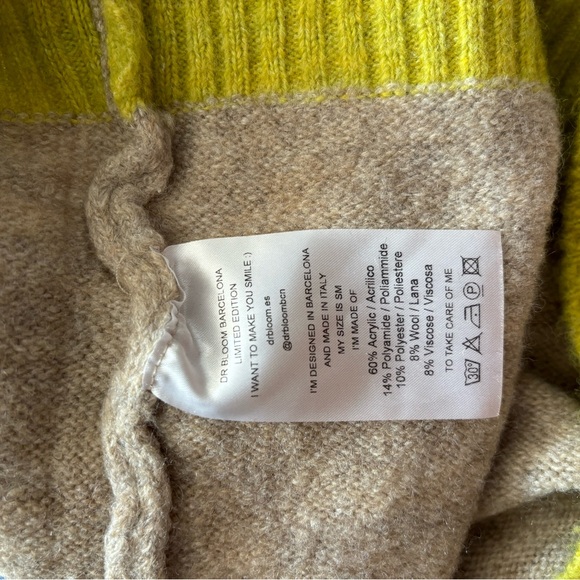 DR BLOOM BARCELONA
LIMITED EDITION
I WANT TO MAKE YOU SMILE :)
drbloom.es
@drbloombcn
I'M DESIGNED IN BARCELONA
AND MADE IN ITALY
MY SIZE IS SM
I'M MADE OF
60% Acrylic / Acrilico
14% Polyamide / Poliammide
10% Polyester / Poliestere
8% Wool / Lana
8% Viscose / Viscosa
TO TAKE CARE OF ME
30°